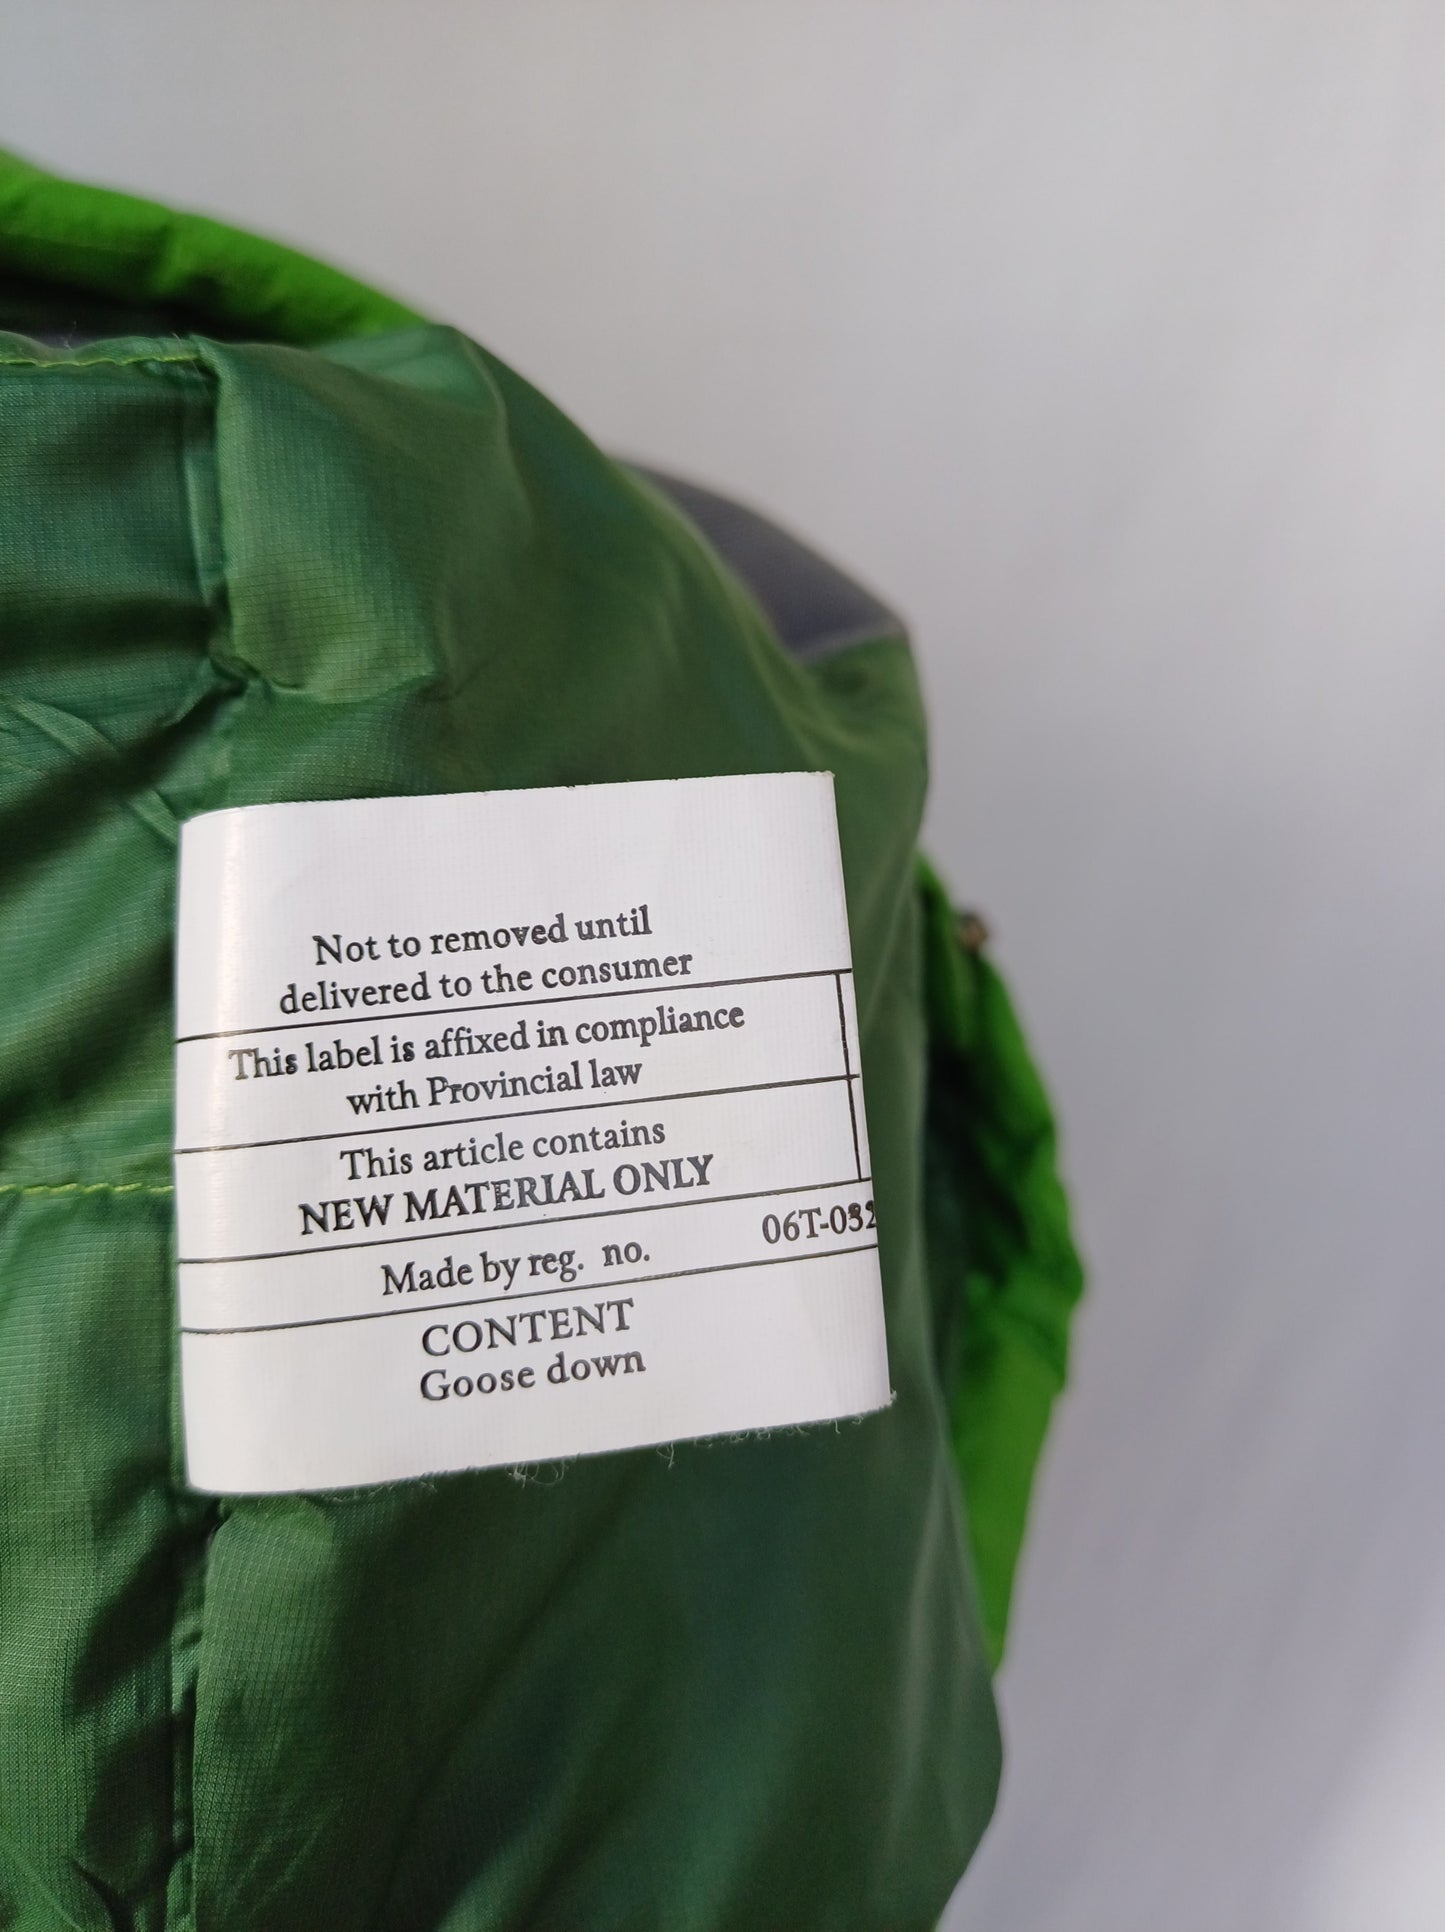 Not to removed until
delivered to the consumer
This label is affixed in compliance
with Provincial law
This article contains
NEW MATERIAL ONLY
Made by reg. no. 06T-032
CONTENT
Goose down